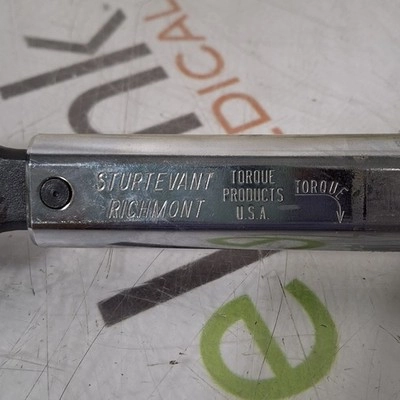 STURTEVANT
RICHMONT
TORQUE
PRODUCTS
U.S.A.
TORQUE